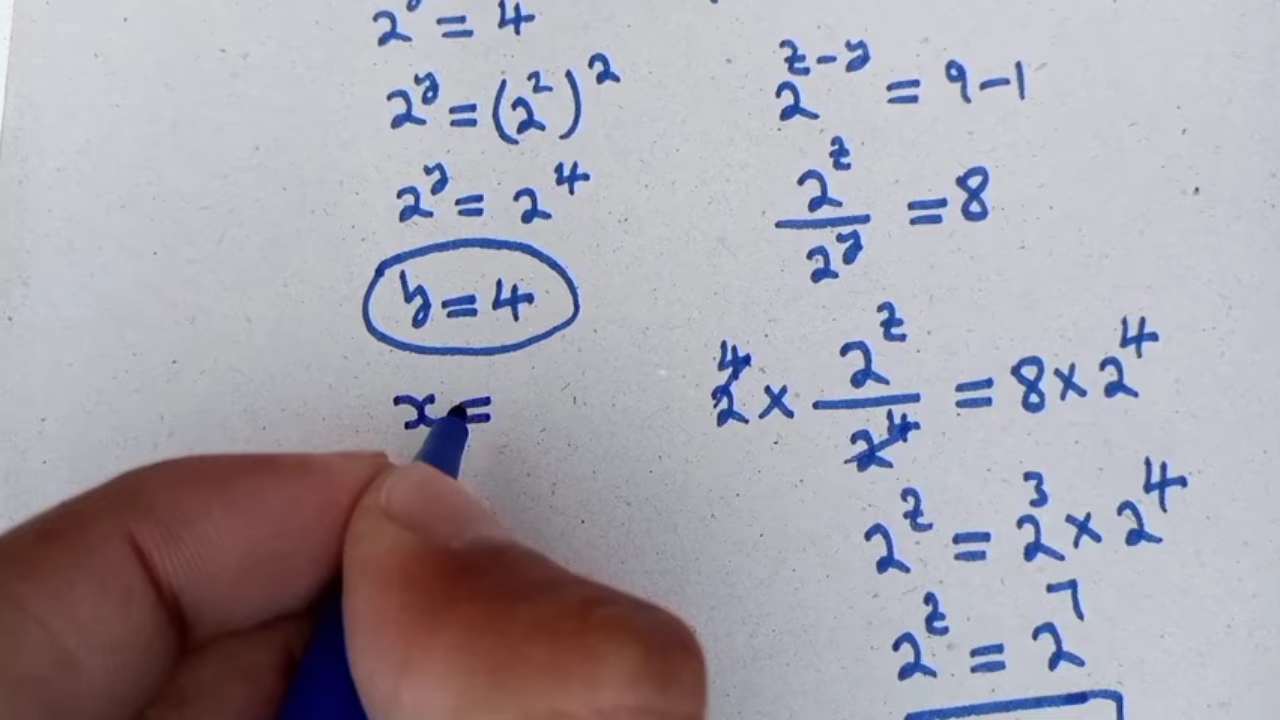 2^y = 4
2^y = (2^2)^2
2^y = 2^4
y = 4
x =
2^z-y = 9-1
2^z/2^y = 8
2^4 × 2^z/2^4 = 8×2^4
2^z = 2^3 × 2^4
2^z = 2^7